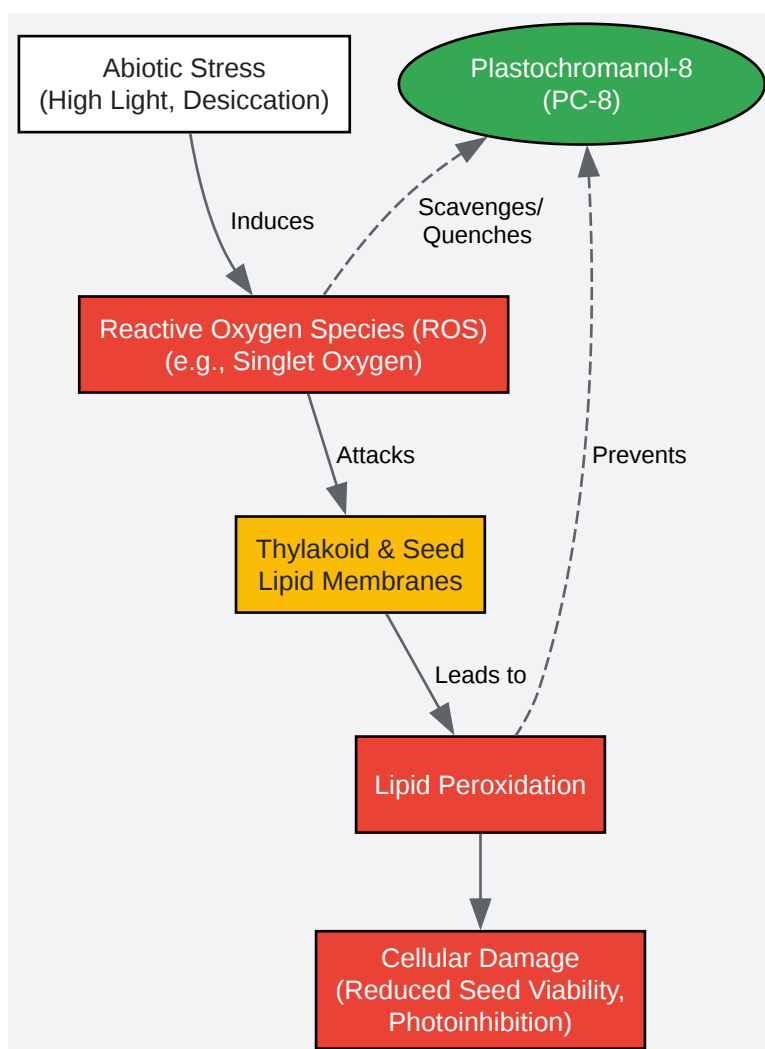 Abiotic Stress
(High Light, Desiccation)
Plastochromanol-8
(PC-8)
Induces
Scavenges/
Quenches
Reactive Oxygen Species (ROS)
(e.g., Singlet Oxygen)
Attacks
Prevents
Thylakoid & Seed
Lipid Membranes
Leads to
Lipid Peroxidation
Cellular Damage
(Reduced Seed Viability,
Photoinhibition)